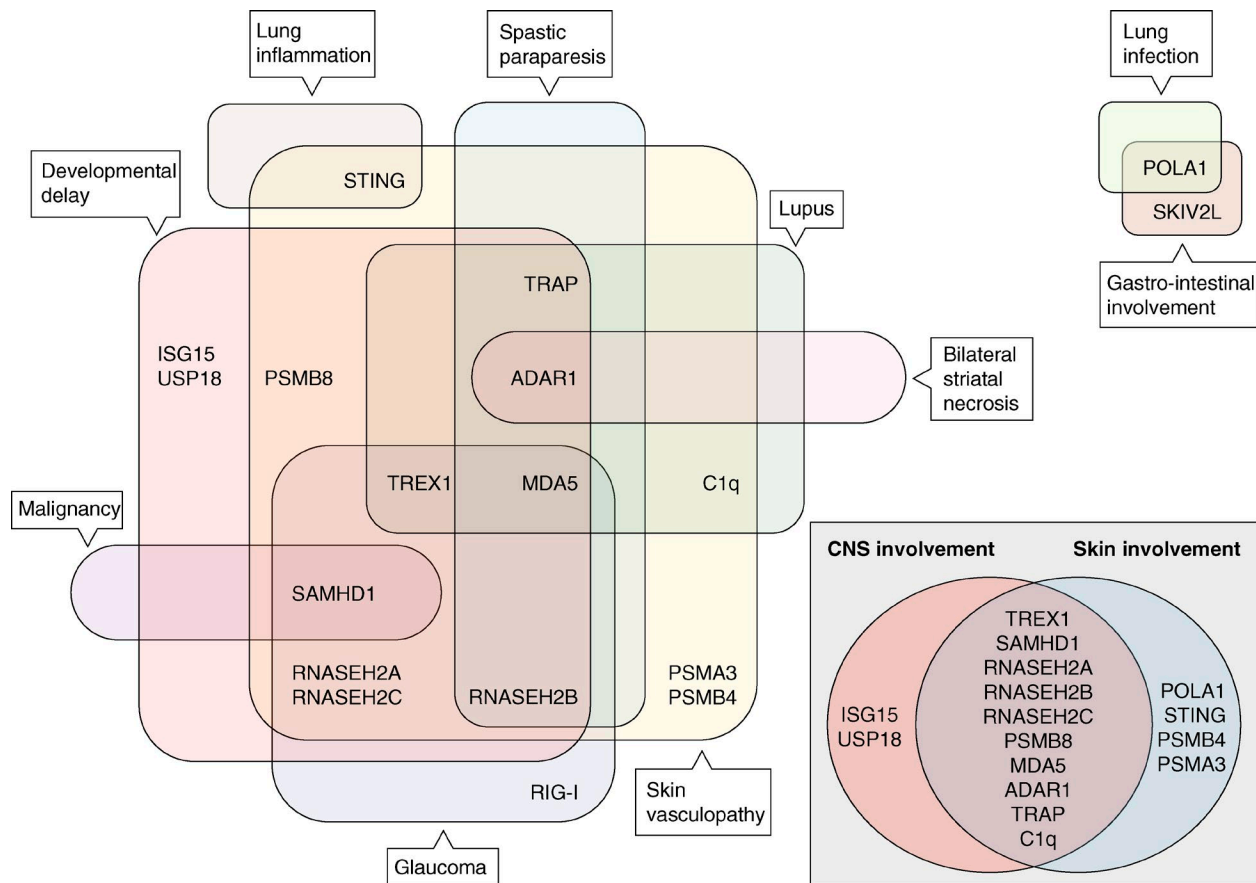 Lung
inflammation
Spastic
paraparesis
Lung
infection
Developmental
delay
STING
POLA1
SKIV2L
Lupus
Gastro-intestinal
involvement
TRAP
ISG15
USP18
PSMB8
ADAR1
Bilateral
striatal
necrosis
TREX1
MDA5
C1q
Malignancy
SAMHD1
RNASEH2A
RNASEH2C
RNASEH2B
PSMA3
PSMB4
RIG-I
Skin
vasculopathy
Glaucoma
CNS involvement
Skin involvement
ISG15
USP18
TREX1
SAMHD1
RNASEH2A
RNASEH2B
RNASEH2C
PSMB8
MDA5
ADAR1
TRAP
C1q
POLA1
STING
PSMB4
PSMA3